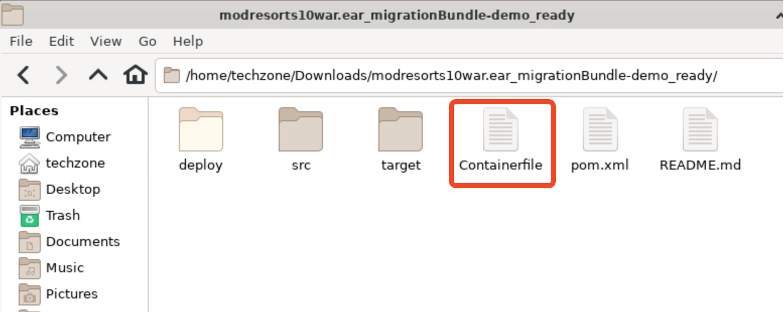 modresorts10war.ear_migrationBundle-demo_ready
File Edit View Go Help
/home/techzone/Downloads/modresorts10war.ear_migrationBundle-demo_ready/
Places
Computer
techzone
Desktop
Trash
Documents
Music
Pictures
deploy src target Containerfile pom.xml README.md